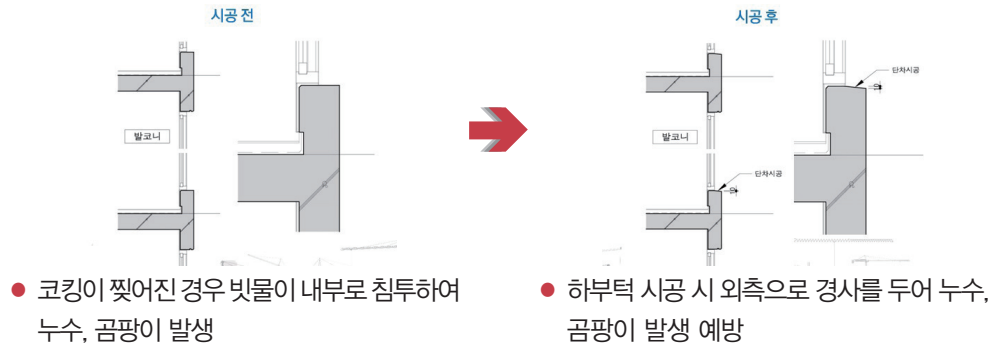 시공 전
시공 후
발코니
발코니
단차시공
10
단차시공
10
● 코킹이 찢어진 경우 빗물이 내부로 침투하여
누수, 곰팡이 발생
● 하부턱 시공 시 외측으로 경사를 두어 누수,
곰팡이 발생 예방